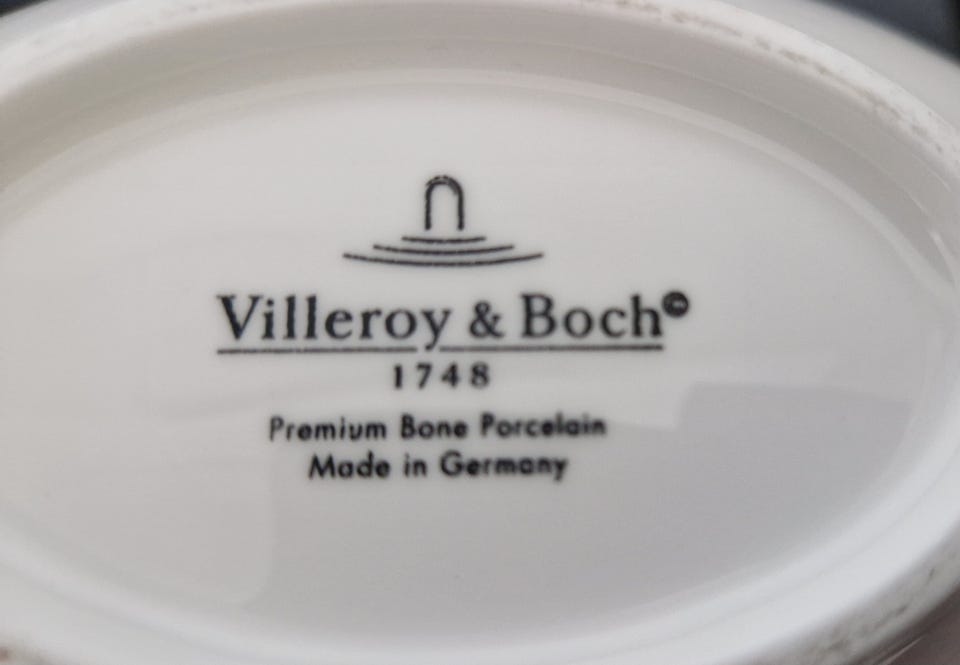 Villeroy & Boch©
1748
Premium Bone Porcelain
Made in Germany